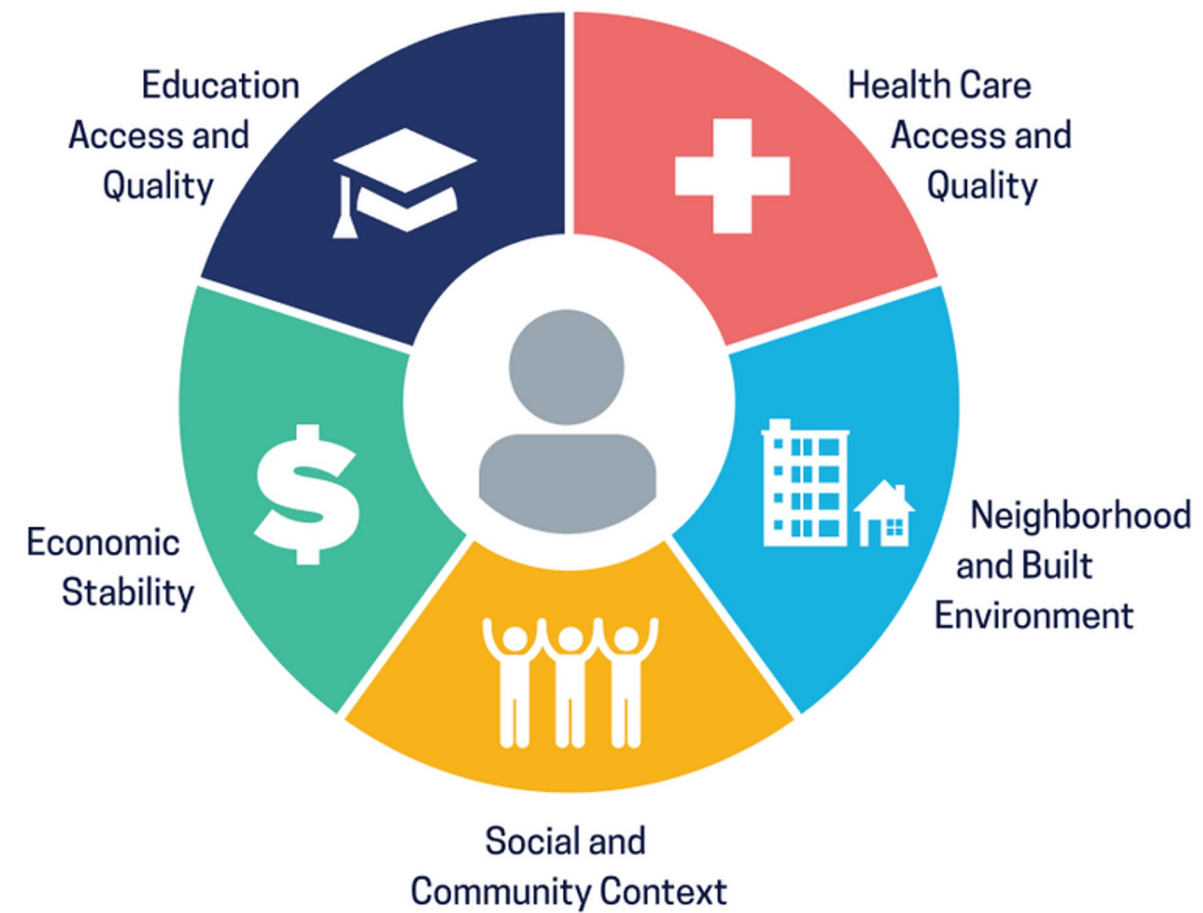 Education
Access and
Quality
Health Care
Access and
Quality
Economic
Stability
Neighborhood
and Built
Environment
Social and
Community Context